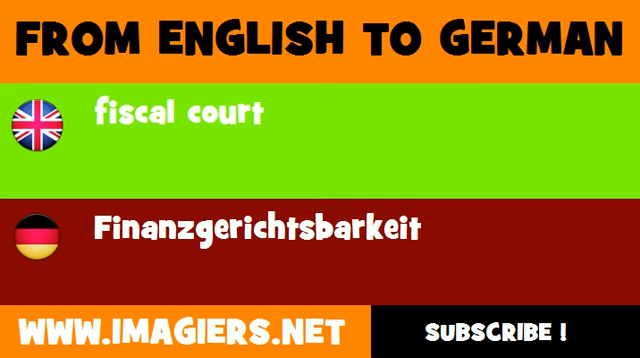 FROM ENGLISH TO GERMAN
fiscal court
Finanzgerichtsbarkeit
WWW.IMAGIERS.NET
SUBSCRIBE !